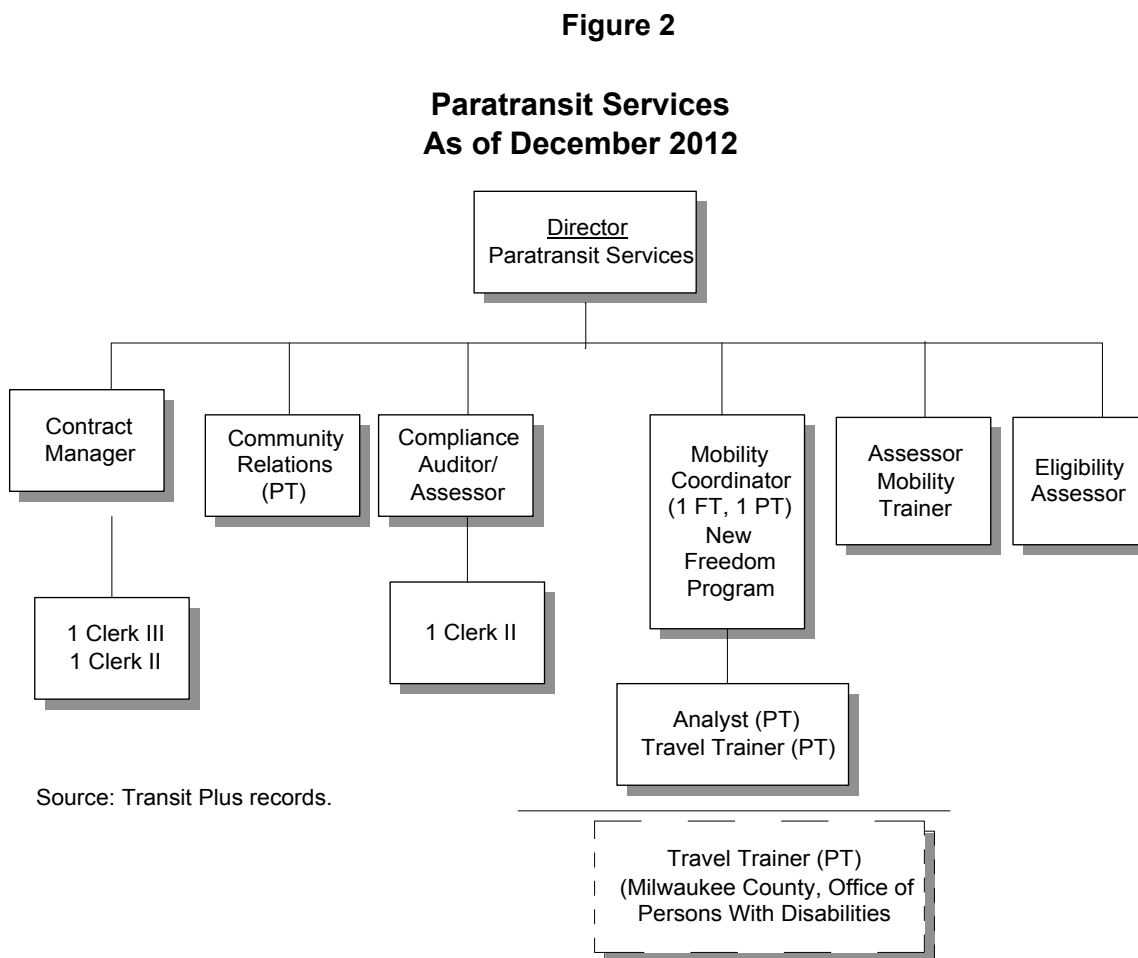 Figure 2
Paratransit Services
As of December 2012
Director
Paratransit Services
Contract
Manager
Community
Relations
(PT)
Compliance
Auditor/
Assessor
Mobility
Coordinator
(1 FT, 1 PT)
New
Freedom
Program
Assessor
Mobility
Trainer
Eligibility
Assessor
1 Clerk III
1 Clerk II
1 Clerk II
Analyst (PT)
Travel Trainer (PT)
Source: Transit Plus records.
Travel Trainer (PT)
(Milwaukee County, Office of
Persons With Disabilities